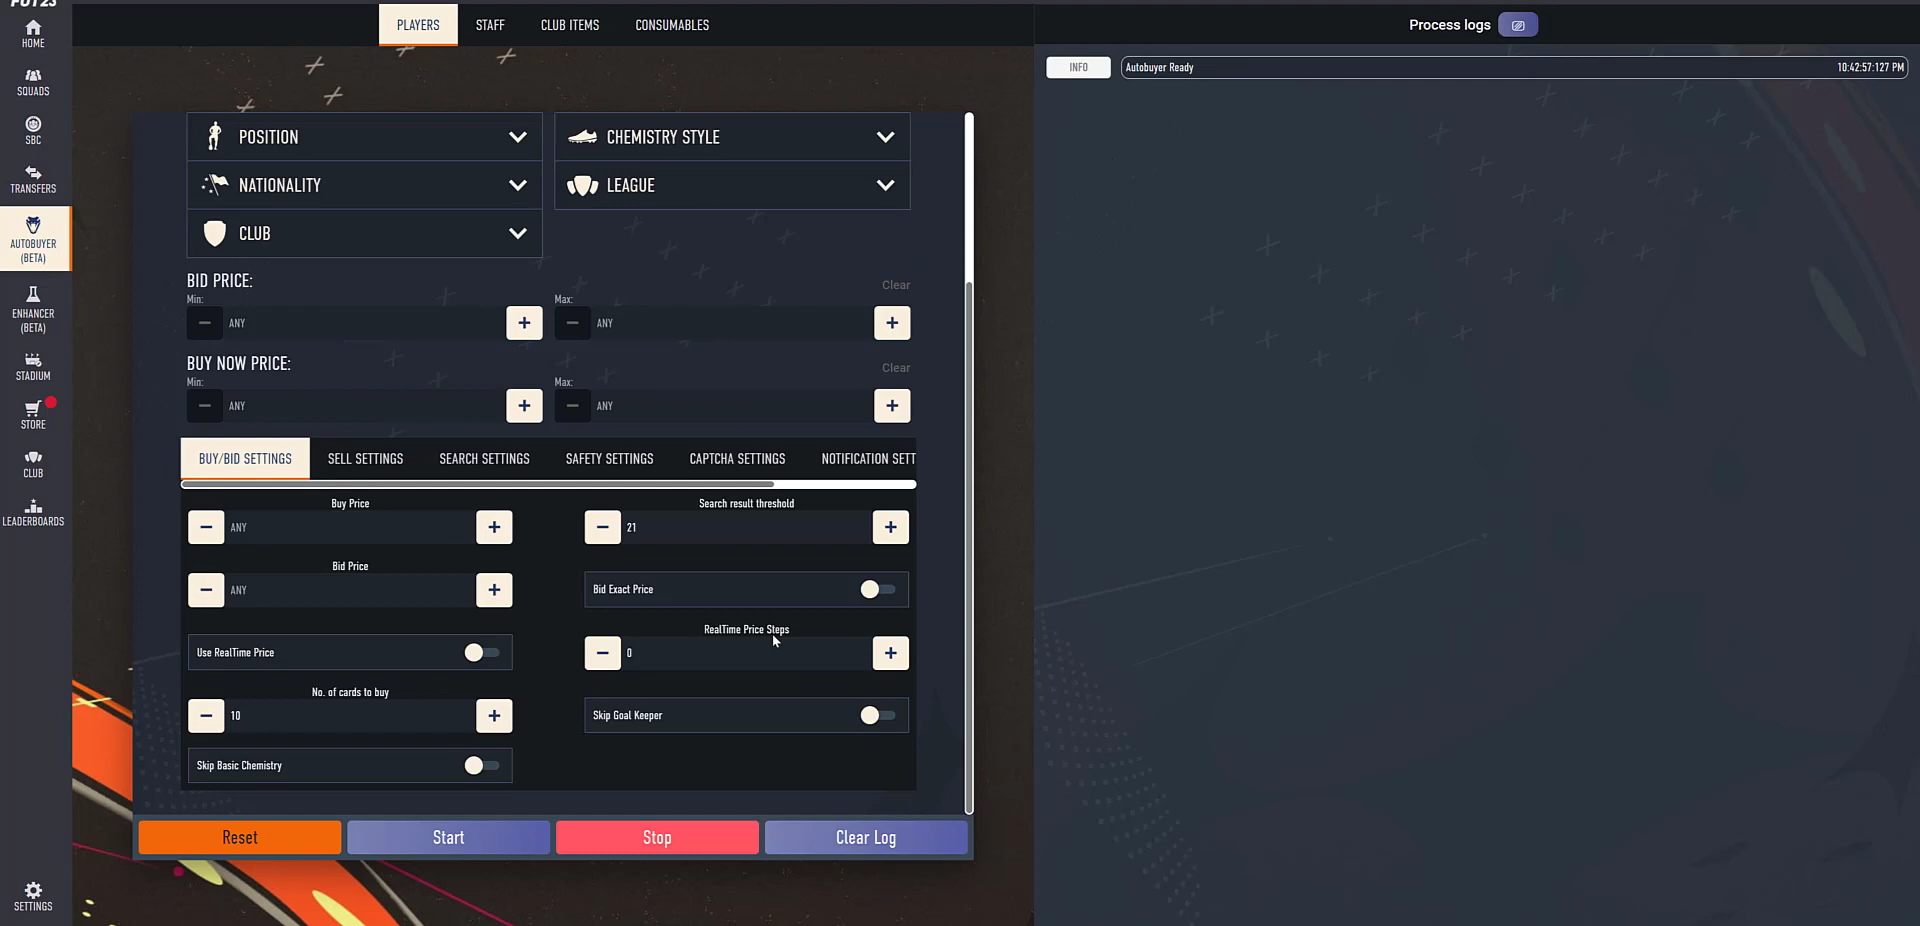 FUT23
HOME
SQUADS
SBC
TRANSFERS
AUTOBUYER
(BETA)
ENHANCER
(BETA)
STADIUM
STORE
CLUB
LEADERBOARDS
SETTINGS
PLAYERS
STAFF
CLUB ITEMS
CONSUMABLES
POSITION
CHEMISTRY STYLE
NATIONALITY
LEAGUE
CLUB
BID PRICE:
Clear
Min:
Max:
ANY
ANY
BUY NOW PRICE:
Clear
Min:
Max:
ANY
ANY
BUY/BID SETTINGS
SELL SETTINGS
SEARCH SETTINGS
SAFETY SETTINGS
CAPTCHA SETTINGS
NOTIFICATION SETT
Buy Price
Search result threshold
ANY
21
Bid Price
ANY
Bid Exact Price
RealTime Price Steps
Use RealTime Price
0
No. of cards to buy
10
Skip Goal Keeper
Skip Basic Chemistry
Reset
Start
Stop
Clear Log
Process logs
INFO
Autobuyer Ready
10:42:57:127 PM